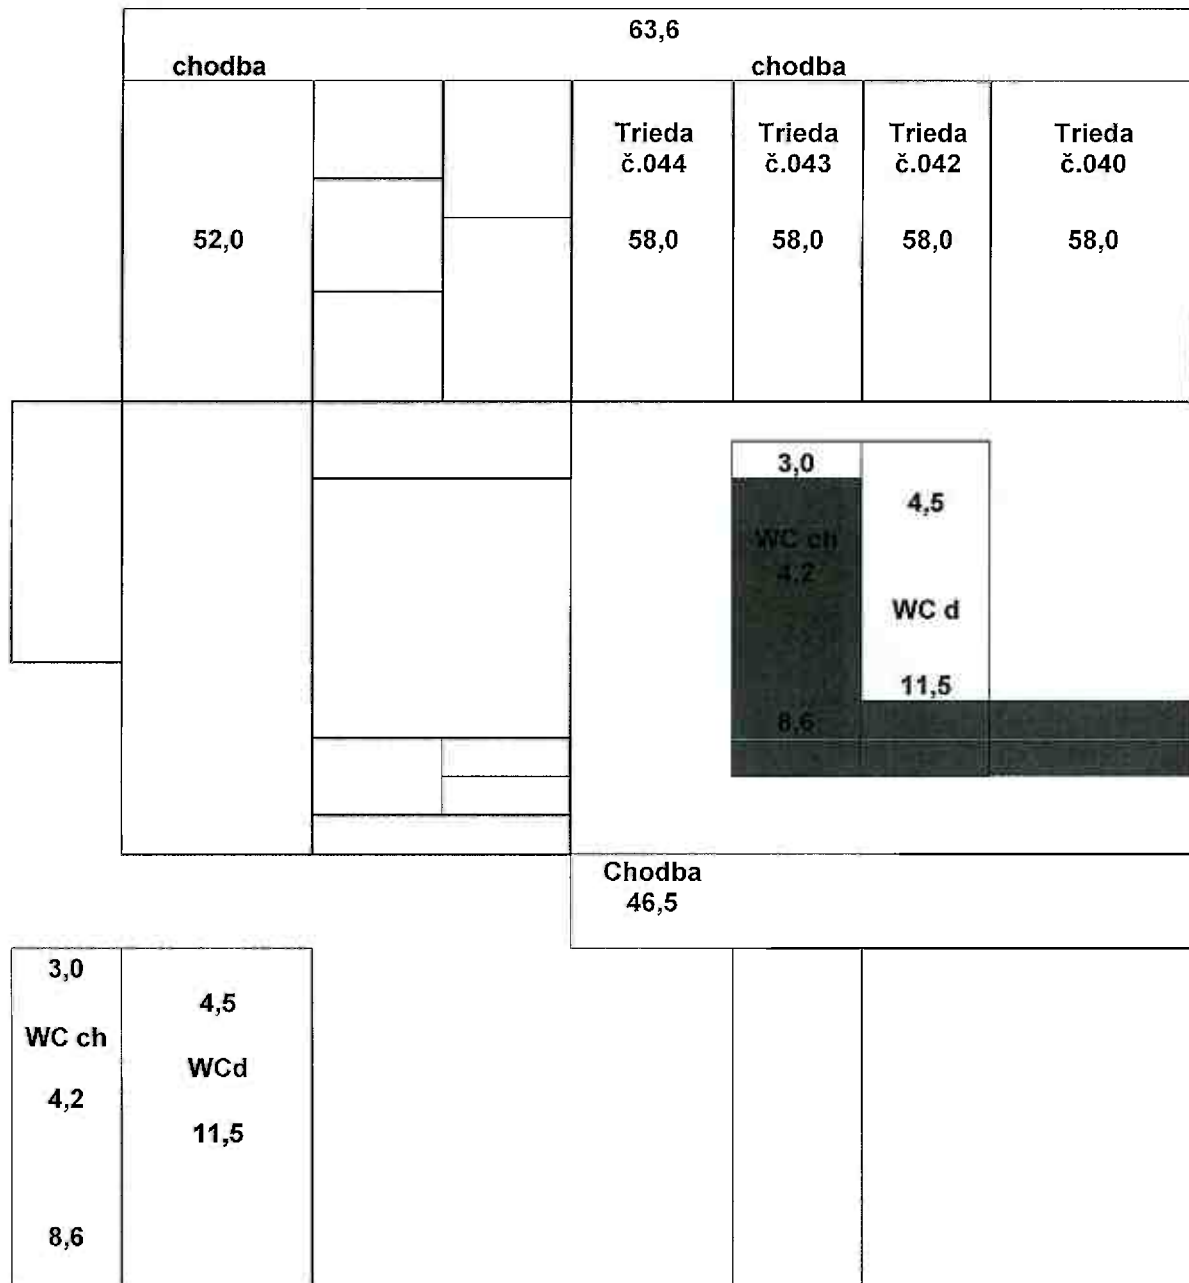 63,6
chodba chodba
Trieda Trieda Trieda Trieda
č.044 č.043 č.042 č.040
52,0 58,0 58,0 58,0 58,0
3,0
4,5
WC ch
4,2
WC d
11,5
8,6
Chodba
46,5
3,0
4,5
WC ch
WCd
4,2
11,5
8,6